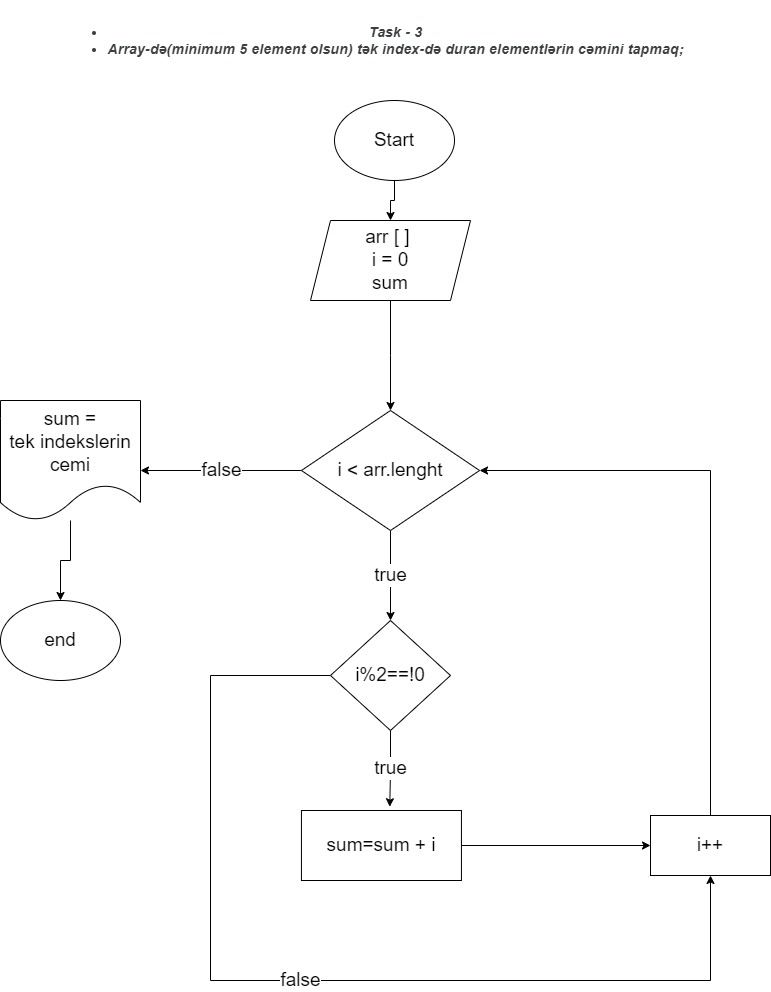 Task - 3
Array-də(minimum 5 element olsun) tək index-də duran elementlərin cəmini tapmaq;
Start
arr [ ]
i = 0
sum
i < arr.lenght
false
sum =
tek indekslerin
cemi
end
true
i%2==!0
true
sum=sum + i
i++
false